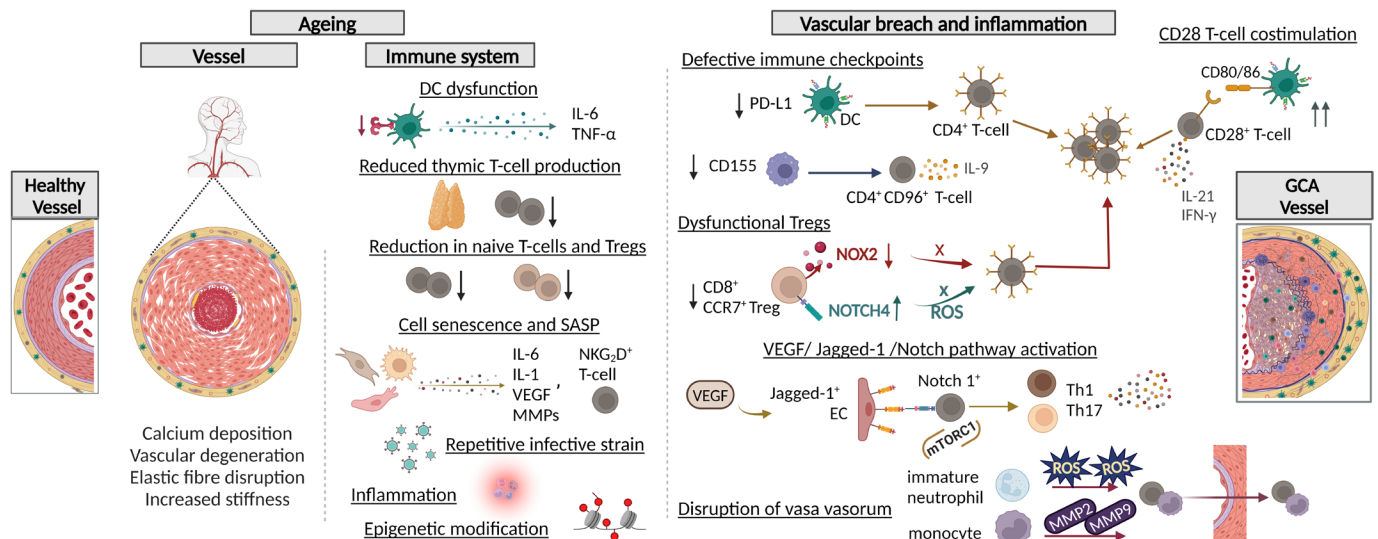 Ageing
Vessel
Immune system
Healthy
Vessel
Calcium deposition
Vascular degeneration
Elastic fibre disruption
Increased stiffness
DC dysfunction
IL-6
TNF-α
Reduced thymic T-cell production
Reduction in naive T-cells and Tregs
Cell senescence and SASP
IL-6
IL-1
VEGF ,
MMPs
NKG₂D⁺
T-cell
Repetitive infective strain
Inflammation
Epigenetic modification
Vascular breach and inflammation
Defective immune checkpoints
PD-L1
DC
CD4⁺ T-cell
CD155
IL-9
CD4⁺ CD96⁺ T-cell
CD28 T-cell costimulation
CD80/86
CD28⁺ T-cell
IL-21
IFN-γ
Dysfunctional Tregs
NOX2
X
CD8⁺
CCR7⁺ Treg
NOTCH4
X
ROS
VEGF/ Jagged-1 /Notch pathway activation
VEGF
Jagged-1⁺
EC
Notch 1⁺
mTORC1
Th1
Th17
Disruption of vasa vasorum
immature
neutrophil
ROS ROS
monocyte
MMP2
MMP9
GCA
Vessel